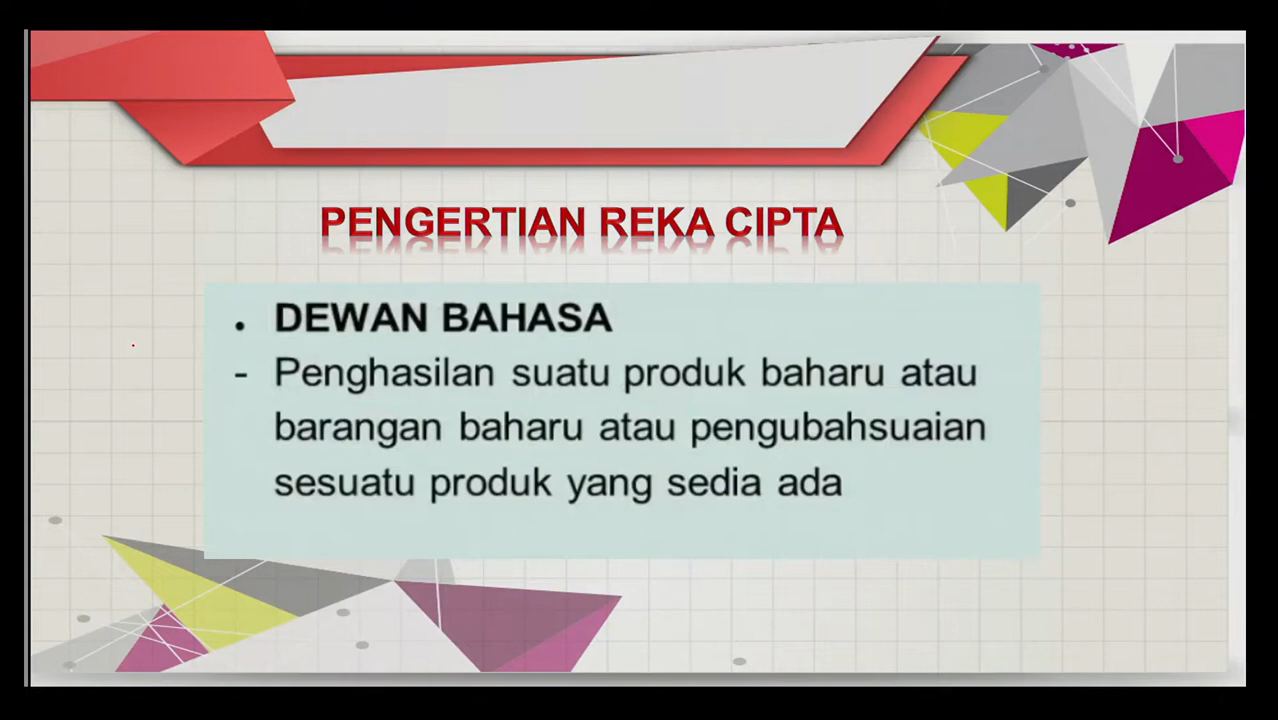 PENGERTIAN REKA CIPTA
. DEWAN BAHASA
- Penghasilan suatu produk baharu atau
barangan baharu atau pengubahsuaian
sesuatu produk yang sedia ada